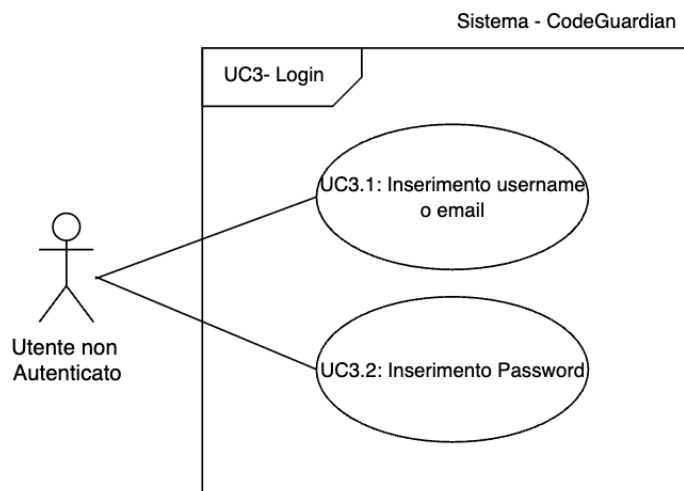 Sistema - CodeGuardian
UC3- Login
UC3.1: Inserimento username
o email
UC3.2: Inserimento Password
Utente non
Autenticato